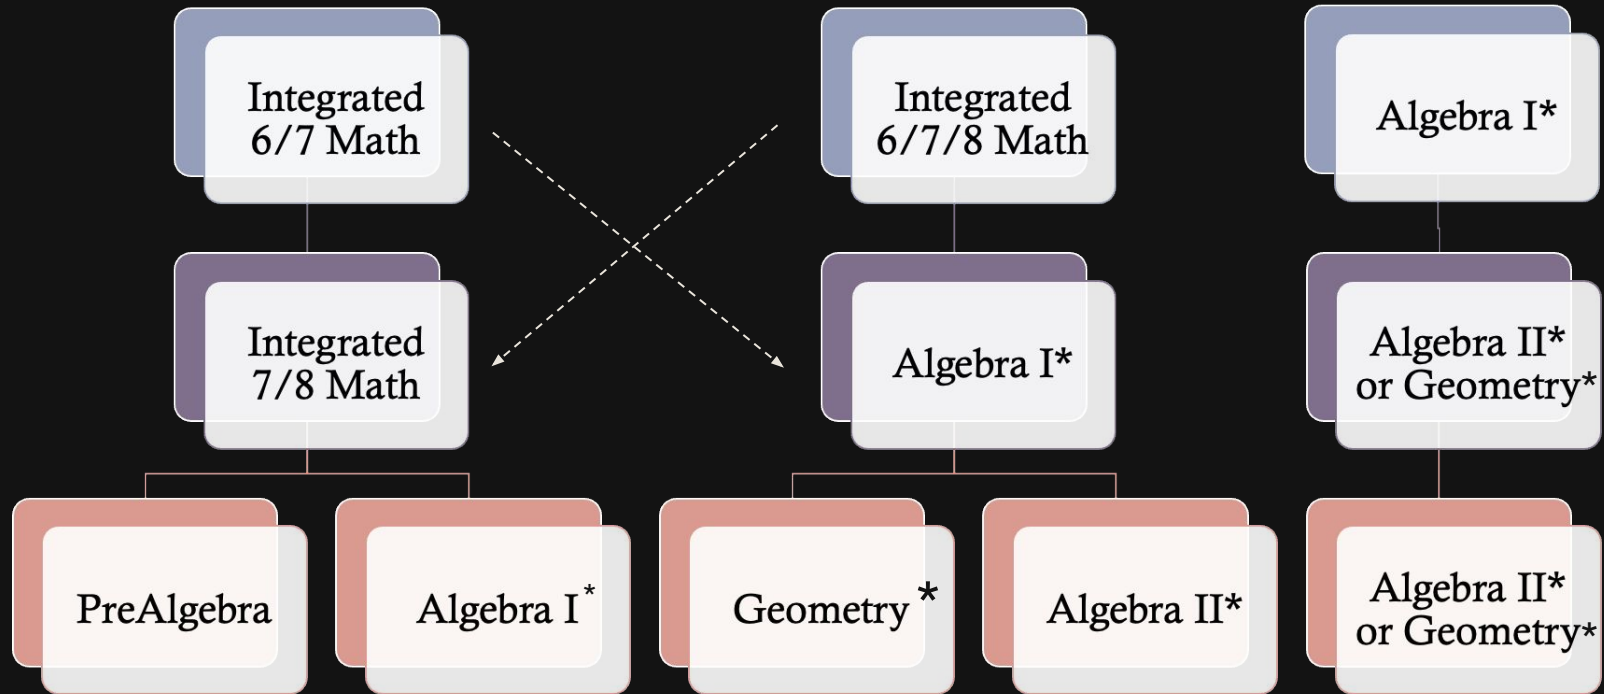 Integrated
6/7 Math
Integrated
6/7/8 Math
Algebra I*
Integrated
7/8 Math
Algebra I*
Algebra II*
or Geometry*
PreAlgebra
Algebra I*
Geometry*
Algebra II*
Algebra II*
or Geometry*